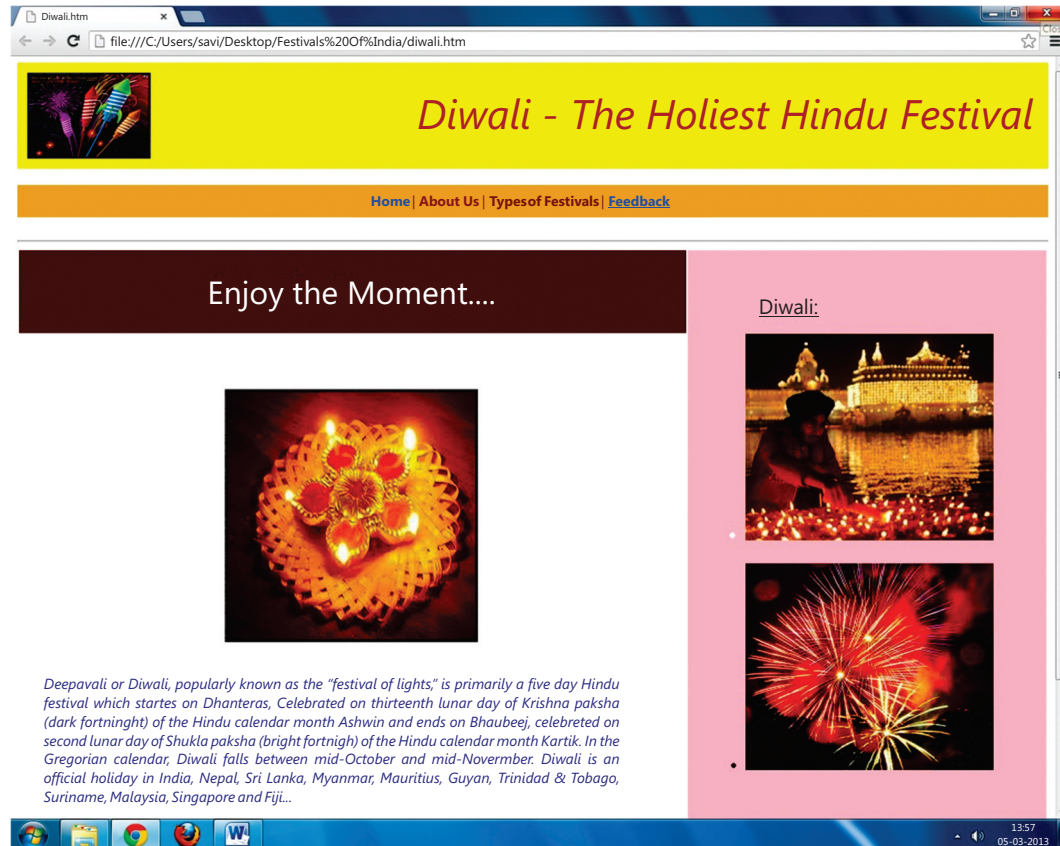 Diwali.htm
file:///C:/Users/savi/Desktop/Festivals%20Of%India/diwali.htm
Clos
Diwali - The Holiest Hindu Festival
Home | About Us | Typesof Festivals | Feedback
Enjoy the Moment....
Diwali:
Deepavali or Diwali, popularly known as the “festival of lights,” is primarily a five day Hindu
festival which startes on Dhanteras, Celebrated on thirteenth lunar day of Krishna paksha
(dark fortninght) of the Hindu calendar month Ashwin and ends on Bhaubeej, celebreted on
second lunar day of Shukla paksha (bright fortnigh) of the Hindu calendar month Kartik. In the
Gregorian calendar, Diwali falls between mid-October and mid-Novermber. Diwali is an
official holiday in India, Nepal, Sri Lanka, Myanmar, Mauritius, Guyan, Trinidad & Tobago,
Suriname, Malaysia, Singapore and Fiji...
13:57
05-03-2013